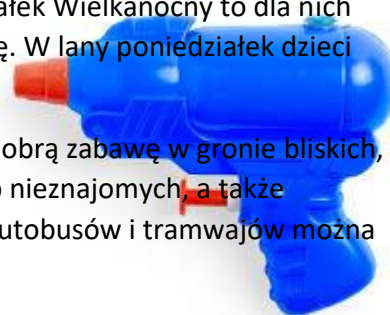 ałek Wielkanocny to dla nich
ę. W lany poniedziałek dzieci
obrą zabawę w gronie bliskich,
o nieznajomych, a także
utobusów i tramwajów można